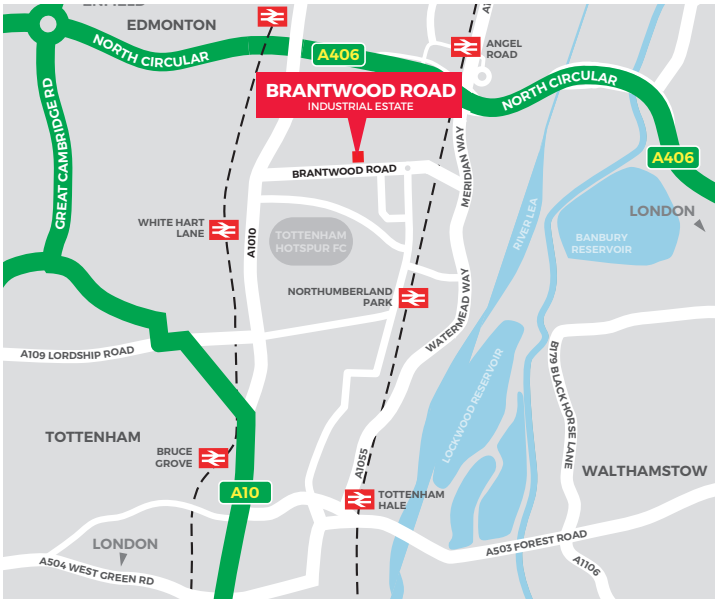 ENFIELD
EDMONTON
NORTH CIRCULAR
A406
ANGEL
ROAD
NORTH CIRCULAR
GREAT CAMBRIDGE RD
BRANTWOOD ROAD
INDUSTRIAL ESTATE
A406
BRANTWOOD ROAD
MERIDIAN WAY
LONDON
WHITE HART
LANE
A1010
TOTTENHAM
HOTSPUR FC
RIVER LEA
BANBURY
RESERVOIR
NORTHUMBERLAND
PARK
WATERMEAD WAY
A109 LORDSHIP ROAD
LOCKWOOD RESERVOIR
B179 BLACK HORSE LANE
TOTTENHAM
BRUCE
GROVE
A1055
WALTHAMSTOW
A10
TOTTENHAM
HALE
LONDON
A503 FOREST ROAD
A504 WEST GREEN RD
A1106